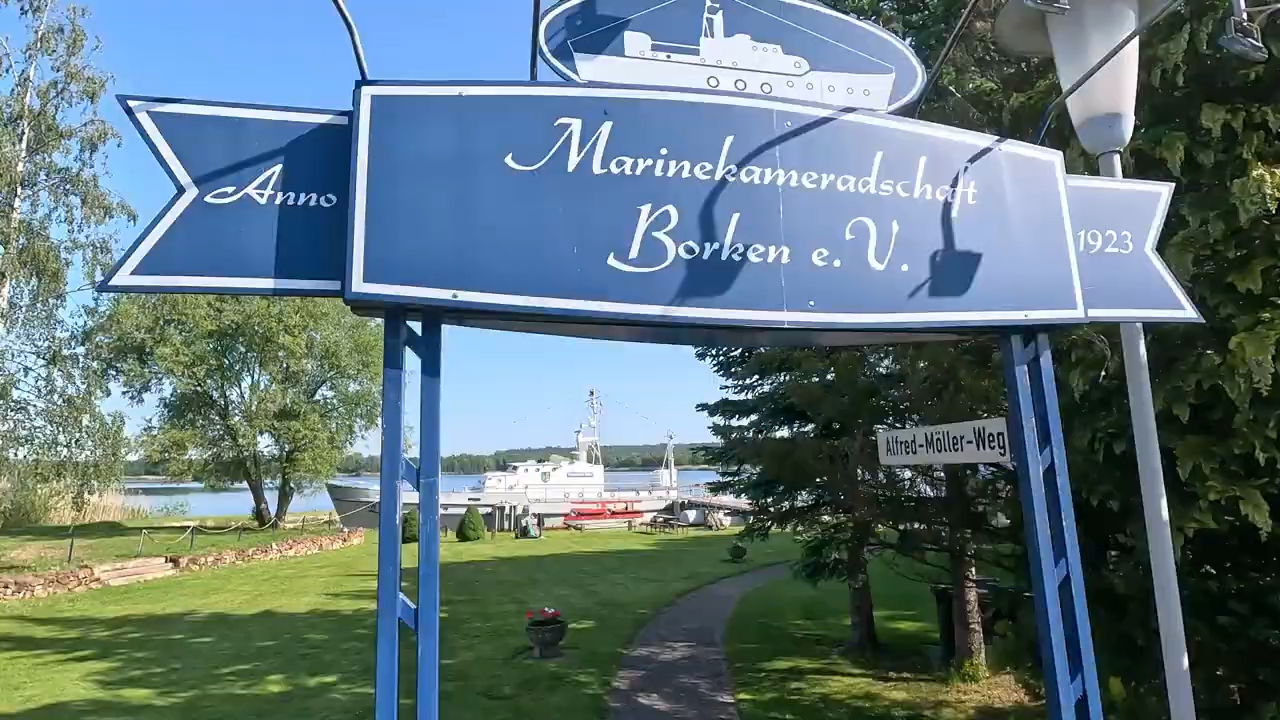 Anno
Marinekameradschaft
Borken e.V.
1923
Alfred-Möller-Weg